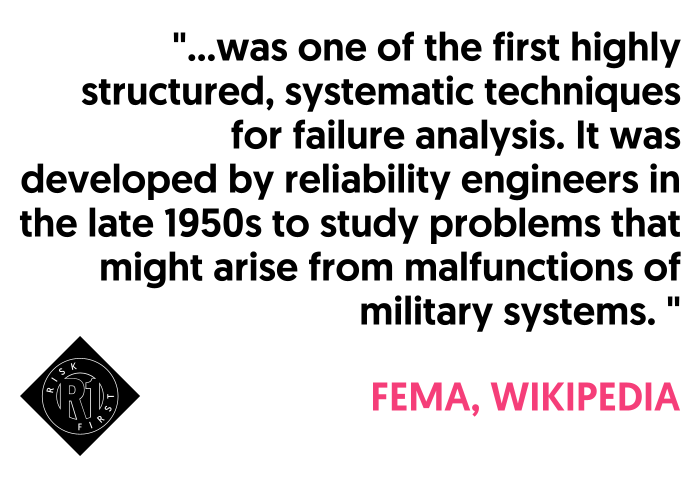 "...was one of the first highly
structured, systematic techniques
for failure analysis. It was
developed by reliability engineers in
the late 1950s to study problems that
might arise from malfunctions of
military systems. "
RISK
R1
FIRST
FEMA, WIKIPEDIA